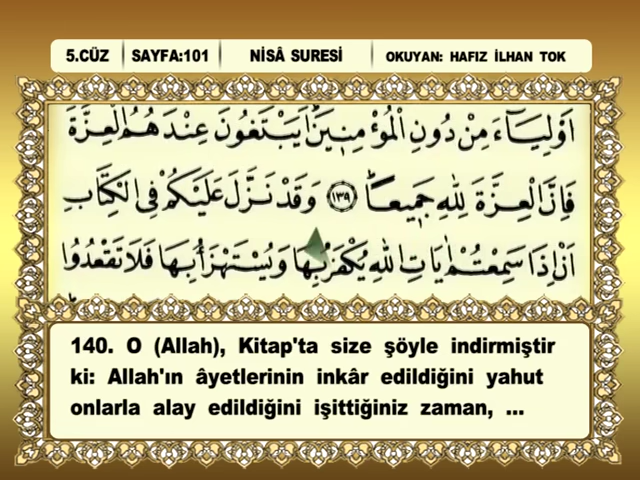 5.CÜZ SAYFA:101 NİSÂ SURESİ OKUYAN: HAFIZ İLHAN TOK
اَوْلِيَٓاءَ مِنْ دُونِ الْمُؤْمِنٖينَۜ اَيَبْتَغُونَ عِنْدَهُمُ الْعِزَّةَ
فَاِنَّ الْعِزَّةَ لِلّٰهِ جَمٖيعاًۜ ﴿١٣٩﴾ وَقَدْ نَزَّلَ عَلَيْكُمْ فِي الْكِتَابِ
اَنْ اِذَا سَمِعْتُمْ اٰيَاتِ اللّٰهِ يُكْفَرُ بِهَا وَيُسْتَهْزَاُ بِهَا فَلَا تَقْعُدُوا
140. O (Allah), Kitap'ta size şöyle indirmiştir
ki: Allah'ın âyetlerinin inkâr edildiğini yahut
onlarla alay edildiğini işittiğiniz zaman, ...